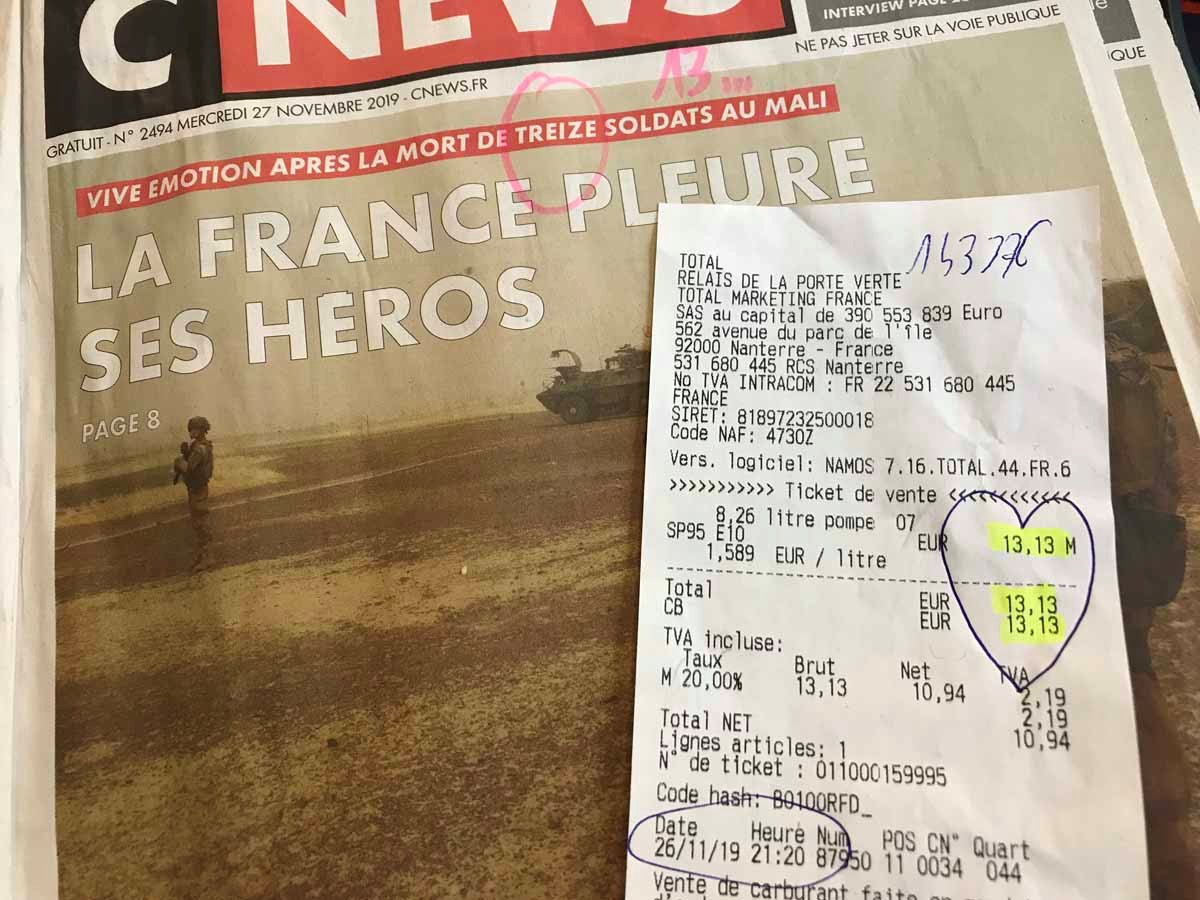 CNEWS
INTERVIEW PAGE
NE PAS JETER SUR LA VOIE PUBLIQUE
IQUE
GRATUIT - N° 2494 MERCREDI 27 NOVEMBRE 2019 - CNEWS.FR
13
VIVE EMOTION APRES LA MORT DE TREIZE SOLDATS AU MALI
LA FRANCE PLEURE
SES HEROS
PAGE 8
143376
TOTAL
RELAIS DE LA PORTE VERTE
TOTAL MARKETING FRANCE
SAS au capital de 390 553 839 Euro
562 avenue du parc de l'île
92000 Nanterre - France
531 680 445 RCS Nanterre
No TVA INTRACOM : FR 22 531 680 445
FRANCE
SIRET: 81897232500018
Code NAF: 4730Z
Vers. logiciel: NAMOS 7.16.TOTAL.44.FR.6
>>>>>>>>>>> Ticket de vente <<<<<<<<<<<
8,26 litre pompe 07
SP95 E10 EUR 13,13 M
1,589 EUR / litre
Total EUR 13,13
CB EUR 13,13
TVA incluse:
Taux Brut Net TVA
M 20,00% 13,13 10,94 2,19
2,19
Total NET 10,94
Lignes articles: 1
N° de ticket : 011000159995
Code hash: B0100RFD_
Date Heure Num POS CN° Quart
26/11/19 21:20 87950 11 0034 044
Vente de carburant faite en